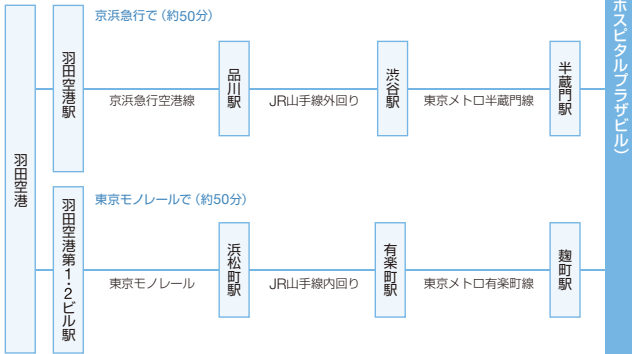 羽田空港
京浜急行で（約50分）
羽田空港駅
京浜急行空港線
品川駅
JR山手線外回り
渋谷駅
東京メトロ半蔵門線
半蔵門駅
東京モノレールで（約50分）
羽田空港第1・2ビル駅
東京モノレール
浜松町駅
JR山手線内回り
有楽町駅
東京メトロ有楽町線
麹町駅
ホスピタルプラザビル）